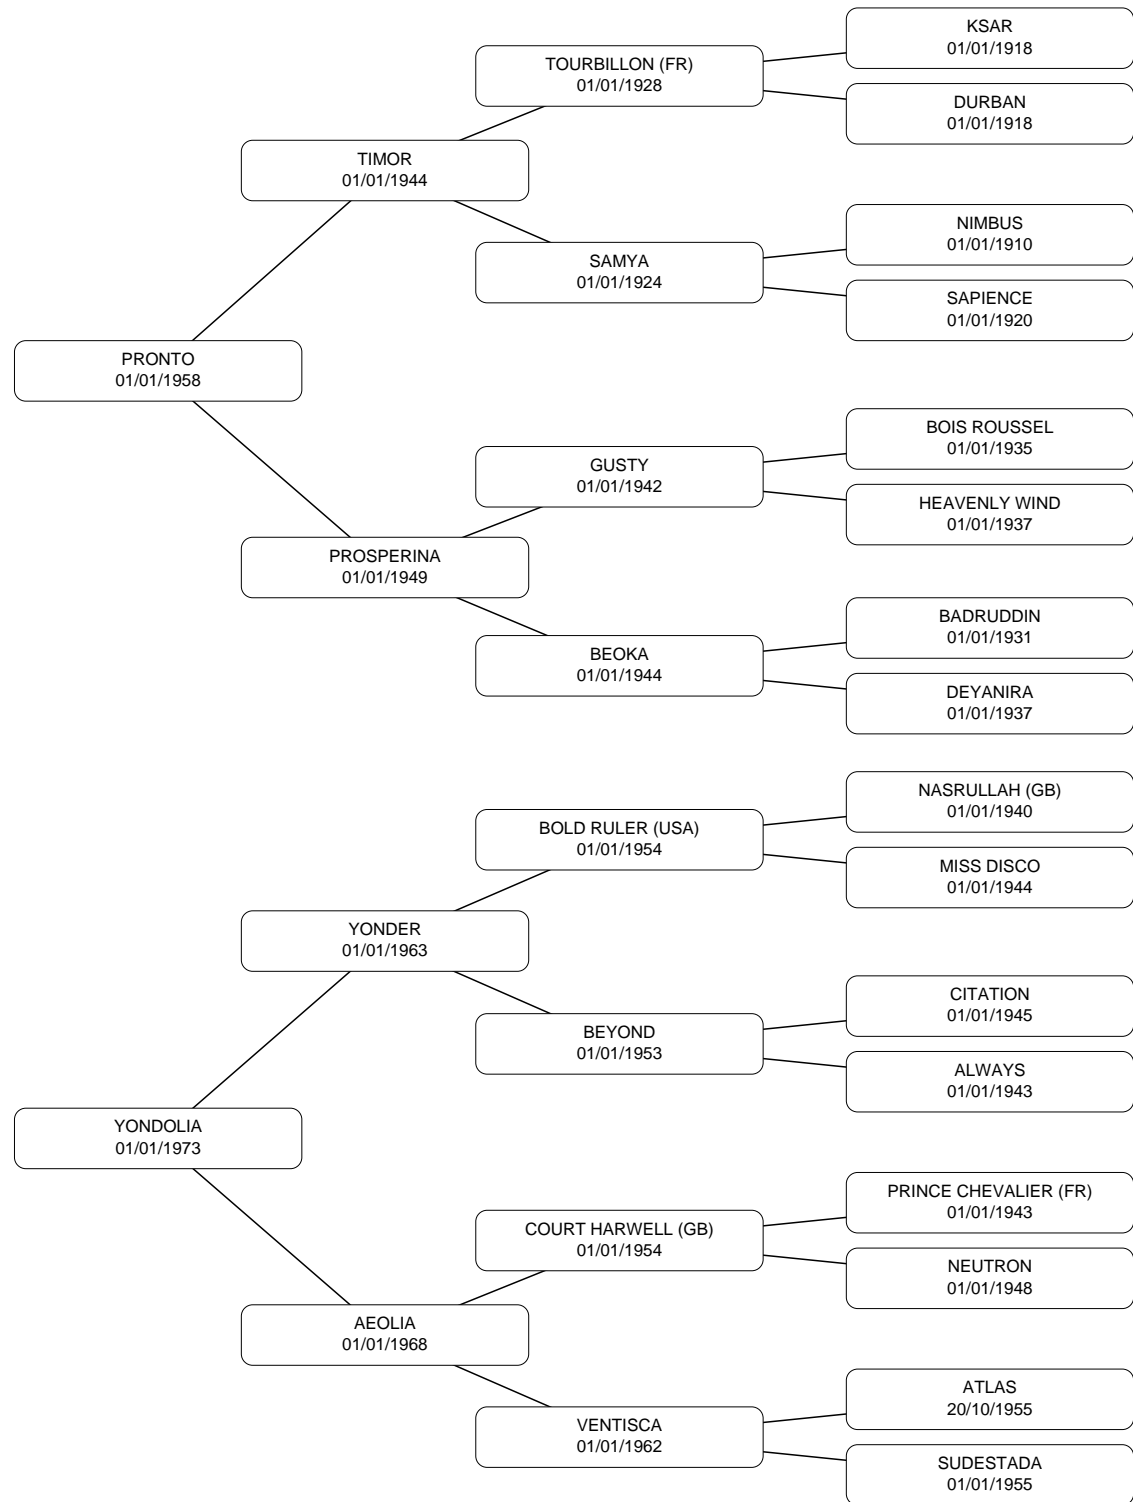 KSAR
01/01/1918
TOURBILLON (FR)
01/01/1928
DURBAN
01/01/1918
TIMOR
01/01/1944
NIMBUS
01/01/1910
SAMYA
01/01/1924
SAPIENCE
01/01/1920
PRONTO
01/01/1958
BOIS ROUSSEL
01/01/1935
GUSTY
01/01/1942
HEAVENLY WIND
01/01/1937
PROSPERINA
01/01/1949
BADRUDDIN
01/01/1931
BEOKA
01/01/1944
DEYANIRA
01/01/1937
NASRULLAH (GB)
01/01/1940
BOLD RULER (USA)
01/01/1954
MISS DISCO
01/01/1944
YONDER
01/01/1963
CITATION
01/01/1945
BEYOND
01/01/1953
ALWAYS
01/01/1943
YONDOLIA
01/01/1973
PRINCE CHEVALIER (FR)
01/01/1943
COURT HARWELL (GB)
01/01/1954
NEUTRON
01/01/1948
AEOLIA
01/01/1968
ATLAS
20/10/1955
VENTISCA
01/01/1962
SUDESTADA
01/01/1955